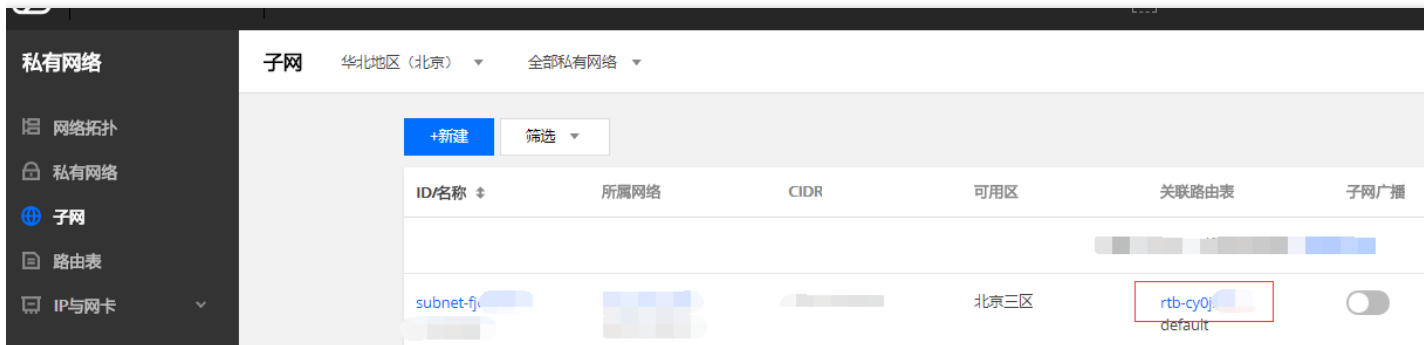 私有网络
子网 华北地区（北京） 全部私有网络
网络拓扑
+新建 筛选
私有网络
ID/名称 所属网络 CIDR 可用区 关联路由表 子网广播
子网
路由表
IP与网卡
subnet-fj 北京三区 rtb-cy0j
default